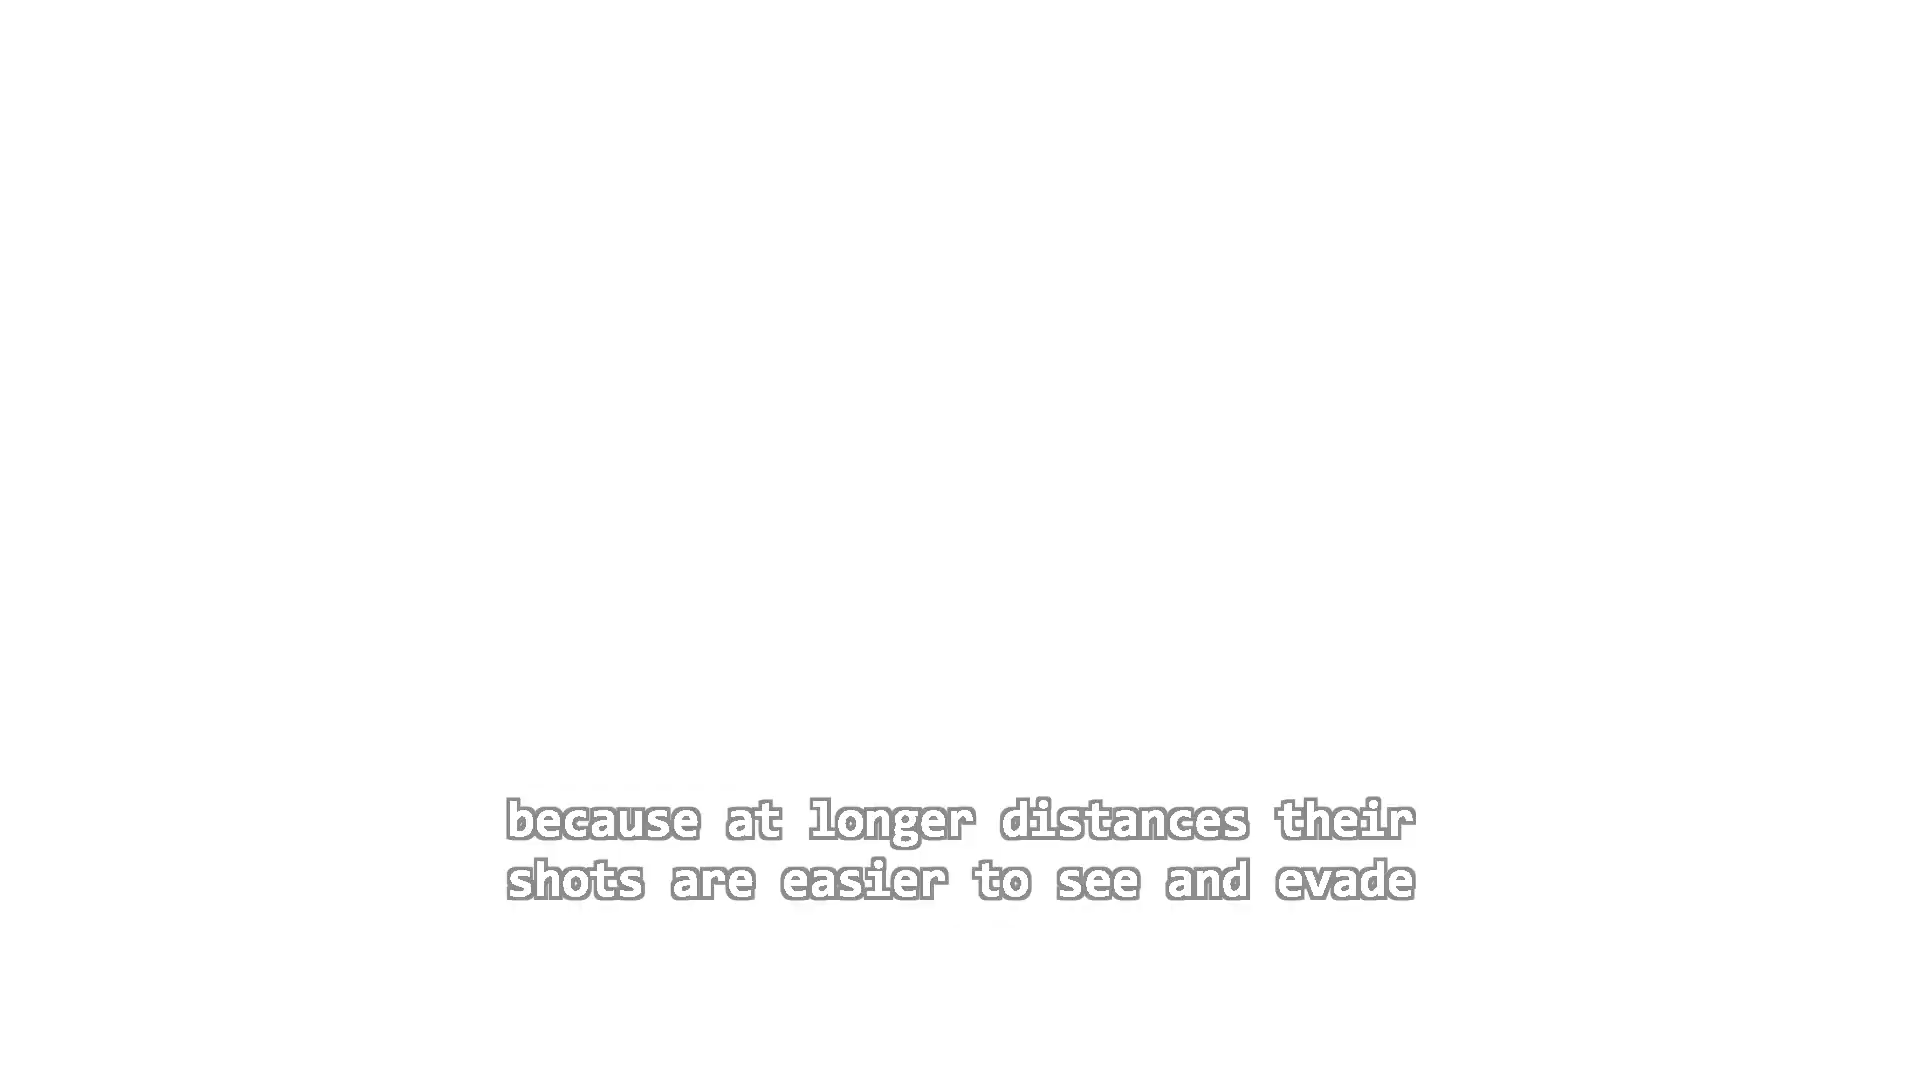 because at longer distances their
shots are easier to see and evade